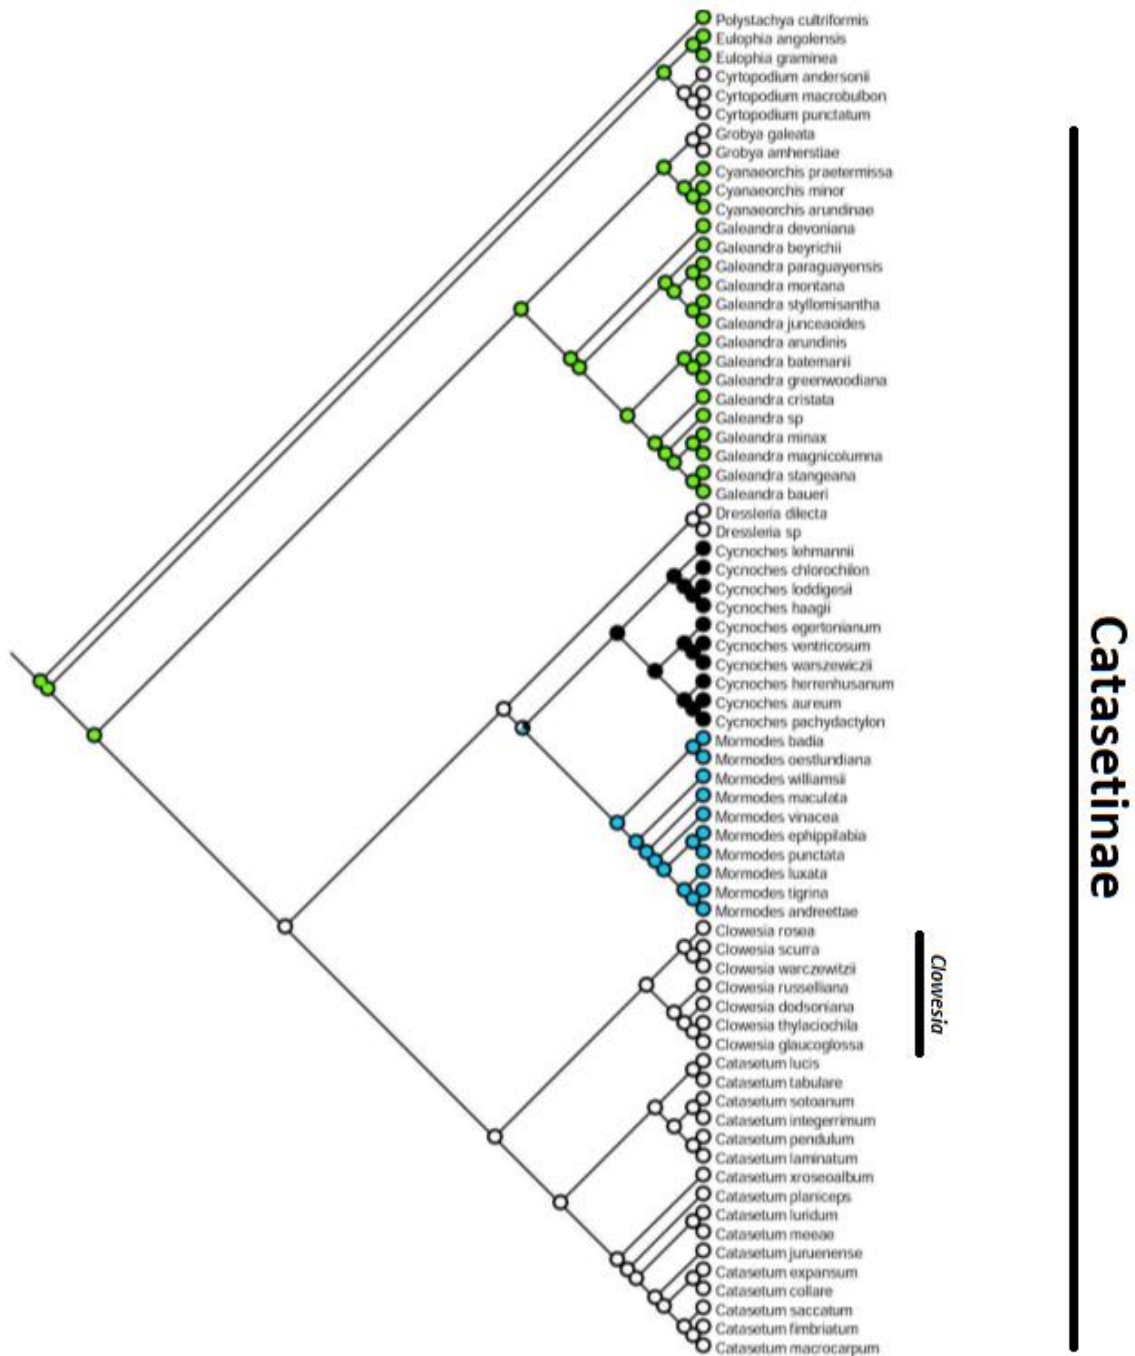 Polystachya cultriformis
Eulophia angolensis
Eulophia graminea
Cyrtopodium andersonii
Cyrtopodium macrobulbon
Cyrtopodium punctatum
Grobya galeata
Grobya amherstiae
Cyanaeorchis praetermissa
Cyanaeorchis minor
Cyanaeorchis arundinae
Galeandra devoniana
Galeandra beyrichii
Galeandra paraguayensis
Galeandra montana
Galeandra styllomisantha
Galeandra junceaoides
Galeandra arundinis
Galeandra batemanii
Galeandra greenwoodiana
Galeandra cristata
Galeandra sp
Galeandra minax
Galeandra magnicolumna
Galeandra stangeana
Galeandra baueri
Dressleria dilecta
Dressleria sp
Cycnoches lehmannii
Cycnoches chlorochilon
Cycnoches loddigesii
Cycnoches haagii
Cycnoches egertonianum
Cycnoches ventricosum
Cycnoches warszewiczii
Cycnoches herrenhusanum
Cycnoches aureum
Cycnoches pachydactylon
Mormodes badia
Mormodes oestlundiana
Mormodes williamsii
Mormodes maculata
Mormodes vinacea
Mormodes ephippilabia
Mormodes punctata
Mormodes luxata
Mormodes tigrina
Mormodes andreettae
Clowesia rosea
Clowesia scurra
Clowesia warczewitzii
Clowesia russelliana
Clowesia dodsoniana
Clowesia thylaciochila
Clowesia glaucoglossa
Catasetum lucis
Catasetum tabulare
Catasetum sotoanum
Catasetum integerrimum
Catasetum pendulum
Catasetum laminatum
Catasetum xroseoalbum
Catasetum planiceps
Catasetum luridum
Catasetum meeae
Catasetum juruenense
Catasetum expansum
Catasetum collare
Catasetum saccatum
Catasetum fimbriatum
Catasetum macrocarpum
Clowesia
Catasetinae